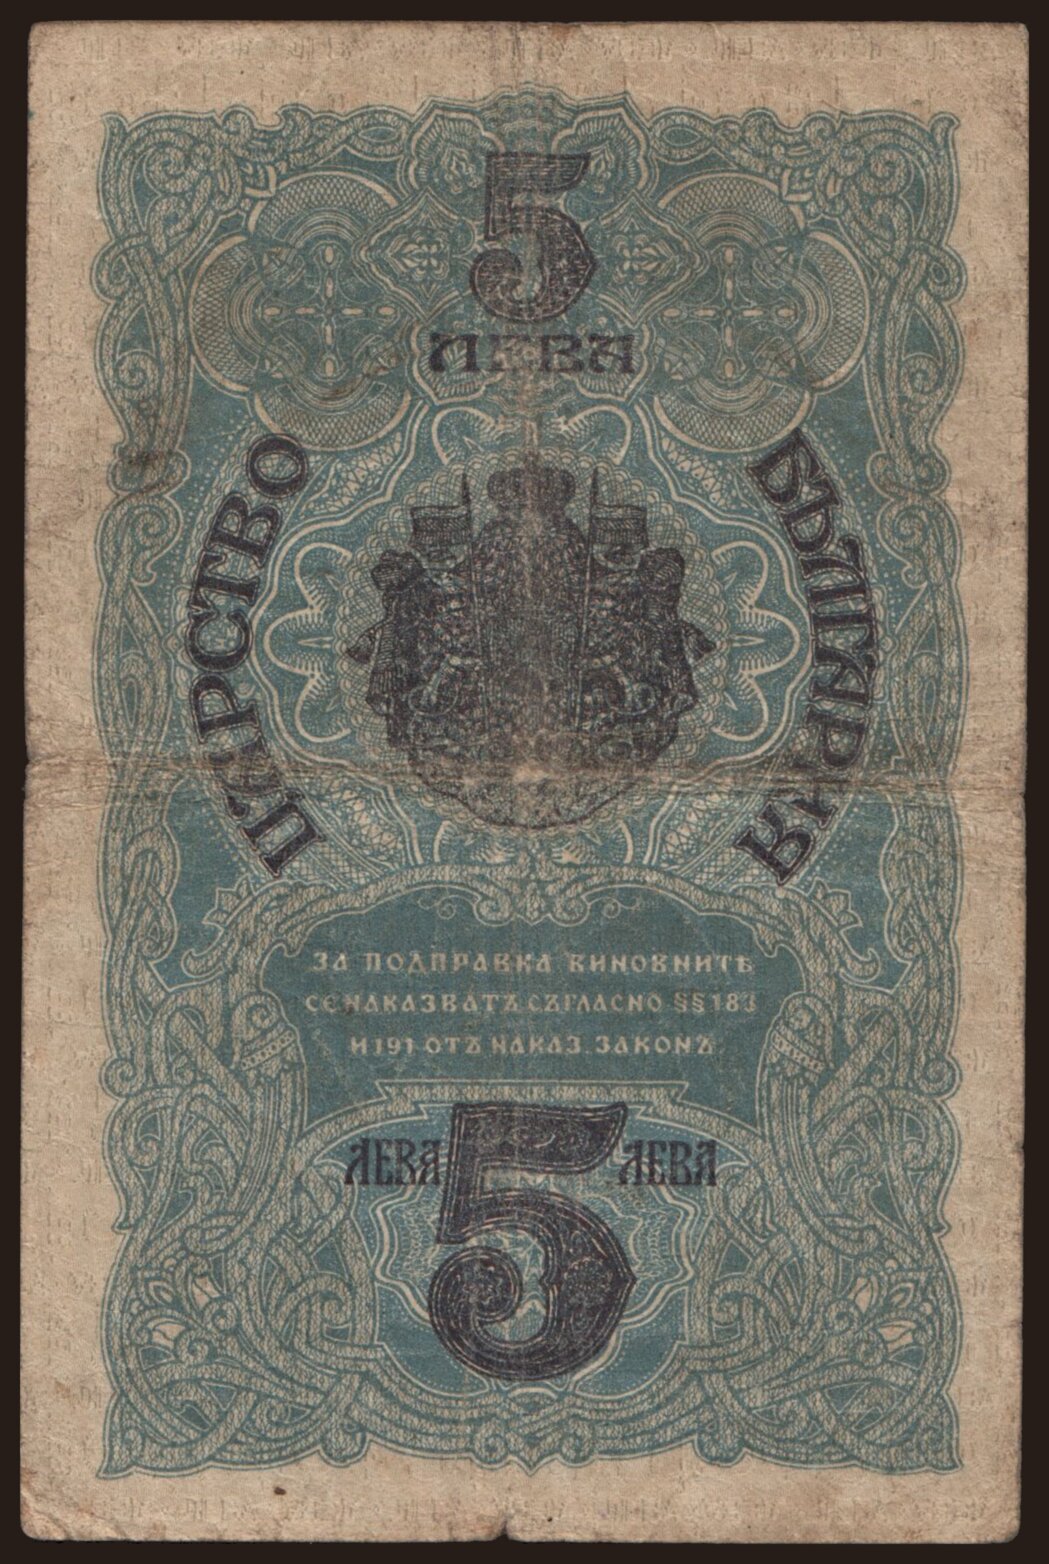 5
ЛЕВА
ЦАРСТВО
БЪЛГАРИЯ
ЗА ПОДПРАВКА ВИНОВНИТѢ
СЕ НАКАЗВАТЪ СЪГЛАСНО §§ 183
И 191 ОТЪ НАКАЗ. ЗАКОНЪ
ЛЕВА 5 ЛЕВА